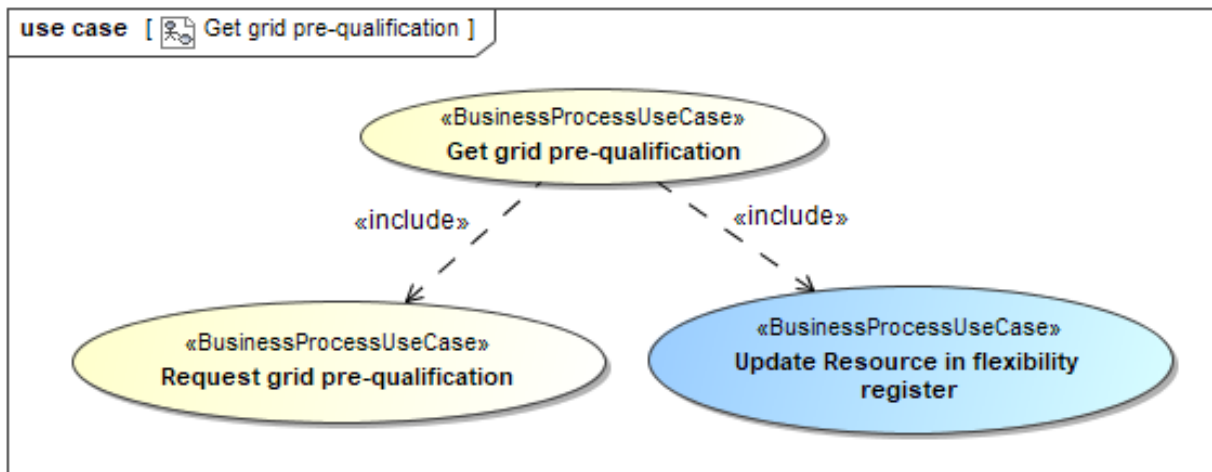 use case [ Get grid pre-qualification ]
«BusinessProcessUseCase»
Get grid pre-qualification
«include»
«include»
«BusinessProcessUseCase»
Request grid pre-qualification
«BusinessProcessUseCase»
Update Resource in flexibility
register